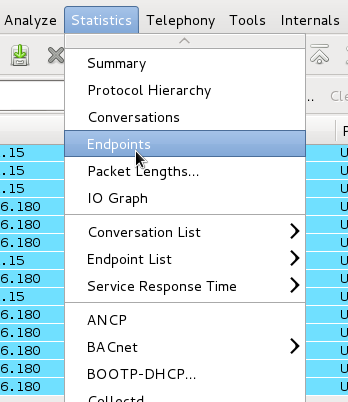 Analyze Statistics Telephony Tools Internals
Summary
Protocol Hierarchy
Conversations
Endpoints
Packet Lengths...
IO Graph
Conversation List
Endpoint List
Service Response Time
ANCP
BACnet
BOOTP-DHCP...
Collectd
.15 U
.15 U
.15 U
6.180 U
6.180 U
6.180 U
.15 U
6.180 U
.15 U
6.180 U
6.180 U
6.180 U
6.180 U